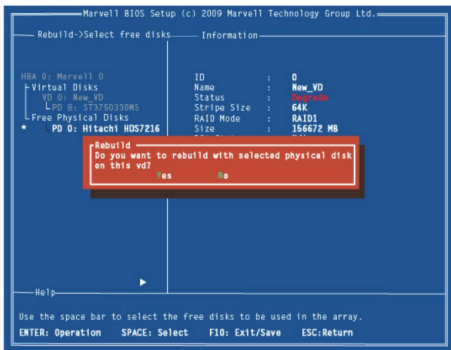 Marvell BIOS Setup (c) 2009 Marvell Technology Group Ltd.
Rebuild->Select free disks
Information
HBA 0: Marvell 0
Virtual Disks
VD 0: New_VD
PD 8: ST3750330NS
Free Physical Disks
* PD 0: Hitachi HDS7216
ID : 0
Name : New_VD
Status : Degrade
Stripe Size : 64K
RAID Mode : RAID1
Size : 156672 MB
Rebuild
Do you want to rebuild with selected physical disk
on this vd?
Yes No
Help
Use the space bar to select the free disks to be used in the array.
ENTER: Operation SPACE: Select F10: Exit/Save ESC:Return